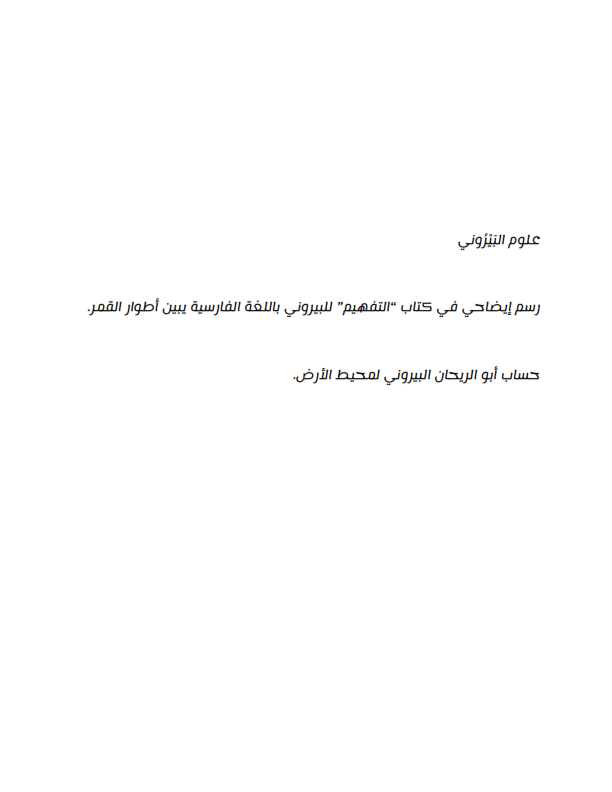 علوم البَيْرُوني
رسم إيضاحي في كتاب “التفهيم” للبيروني باللغة الفارسية يبين أطوار القمر.
حساب أبو الريحان البيروني لمحيط الأرض.